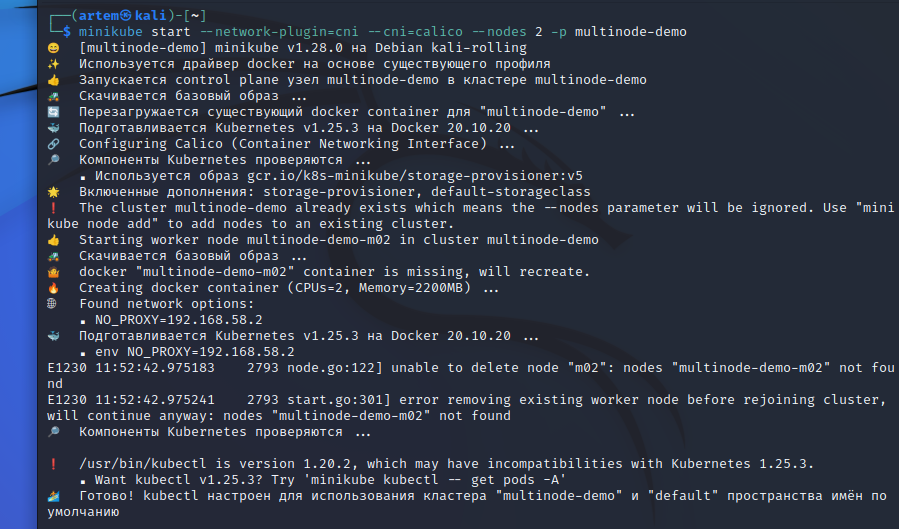 ┌──(artem㉿kali)-[~]
└─$ minikube start --network-plugin=cni --cni=calico --nodes 2 -p multinode-demo
😄  [multinode-demo] minikube v1.28.0 на Debian kali-rolling
✨  Используется драйвер docker на основе существующего профиля
👍  Запускается control plane узел multinode-demo в кластере multinode-demo
🚜  Скачивается базовый образ ...
🔄  Перезагружается существующий docker container для "multinode-demo" ...
🐳  Подготавливается Kubernetes v1.25.3 на Docker 20.10.20 ...
🔗  Configuring Calico (Container Networking Interface) ...
🔎  Компоненты Kubernetes проверяются ...
    ▪ Используется образ gcr.io/k8s-minikube/storage-provisioner:v5
🌟  Включенные дополнения: storage-provisioner, default-storageclass
❗  The cluster multinode-demo already exists which means the --nodes parameter will be ignored. Use "mini
kube node add" to add nodes to an existing cluster.
👍  Starting worker node multinode-demo-m02 in cluster multinode-demo
🚜  Скачивается базовый образ ...
🤷  docker "multinode-demo-m02" container is missing, will recreate.
🔥  Creating docker container (CPUs=2, Memory=2200MB) ...
🌐  Found network options:
    ▪ NO_PROXY=192.168.58.2
🐳  Подготавливается Kubernetes v1.25.3 на Docker 20.10.20 ...
    ▪ env NO_PROXY=192.168.58.2
E1230 11:52:42.975183    2793 node.go:122] unable to delete node "m02": nodes "multinode-demo-m02" not fou
nd
E1230 11:52:42.975241    2793 start.go:301] error removing existing worker node before rejoining cluster,
will continue anyway: nodes "multinode-demo-m02" not found
🔎  Компоненты Kubernetes проверяются ...
❗  /usr/bin/kubectl is version 1.20.2, which may have incompatibilities with Kubernetes 1.25.3.
    ▪ Want kubectl v1.25.3? Try 'minikube kubectl -- get pods -A'
🏄  Готово! kubectl настроен для использования кластера "multinode-demo" и "default" пространства имён по
умолчанию